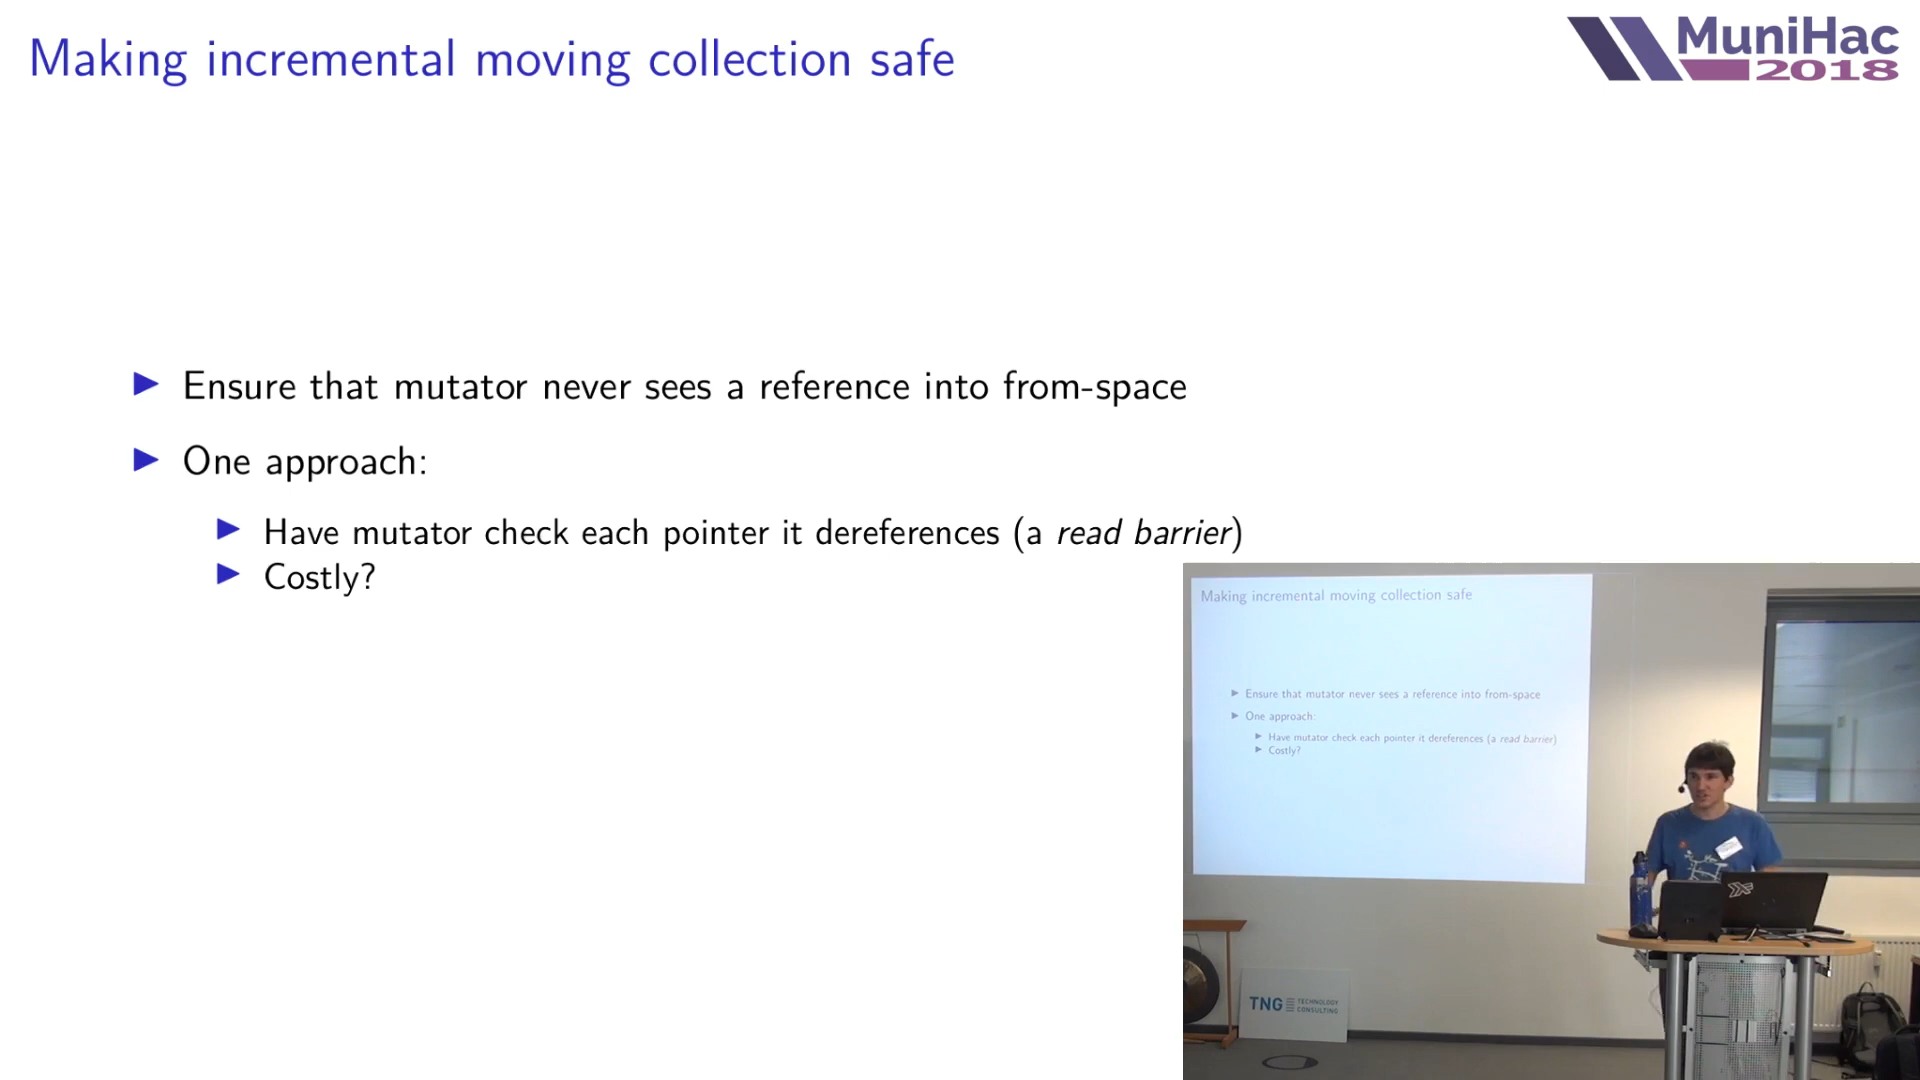 Making incremental moving collection safe
MuniHac
2018
▶ Ensure that mutator never sees a reference into from-space
▶ One approach:
▶ Have mutator check each pointer it dereferences (a read barrier)
▶ Costly?
Making incremental moving collection safe
▶ Ensure that mutator never sees a reference into from-space
▶ One approach:
▶ Have mutator check each pointer it dereferences (a read barrier)
▶ Costly?
TNG TECHNOLOGY
CONSULTING